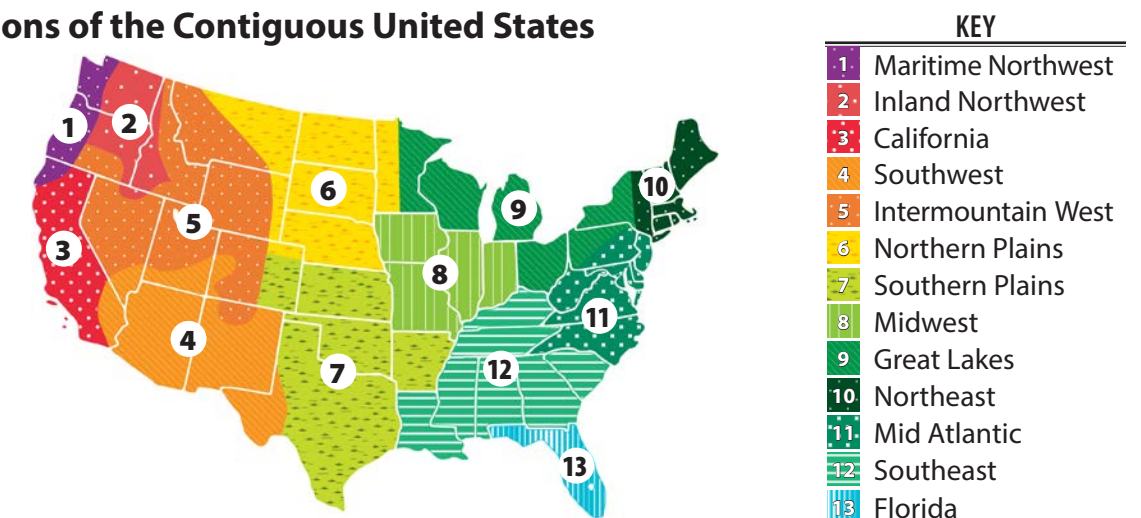 ons of the Contiguous United States
KEY
1 Maritime Northwest
2 Inland Northwest
3 California
4 Southwest
5 Intermountain West
6 Northern Plains
7 Southern Plains
8 Midwest
9 Great Lakes
10 Northeast
11 Mid Atlantic
12 Southeast
13 Florida
1
2
3
4
5
6
7
8
9
10
11
12
13